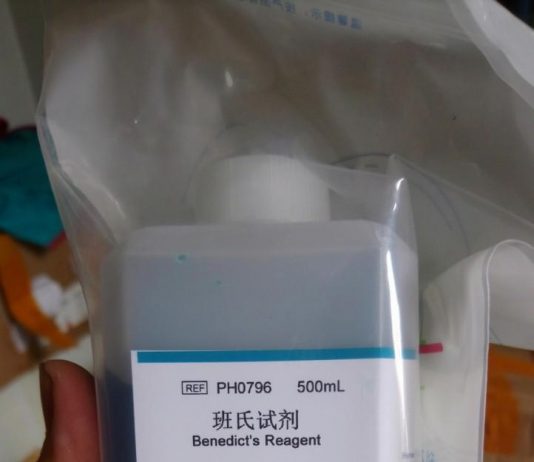 REF PH0796 500mL
班氏试剂
Benedict's Reagent